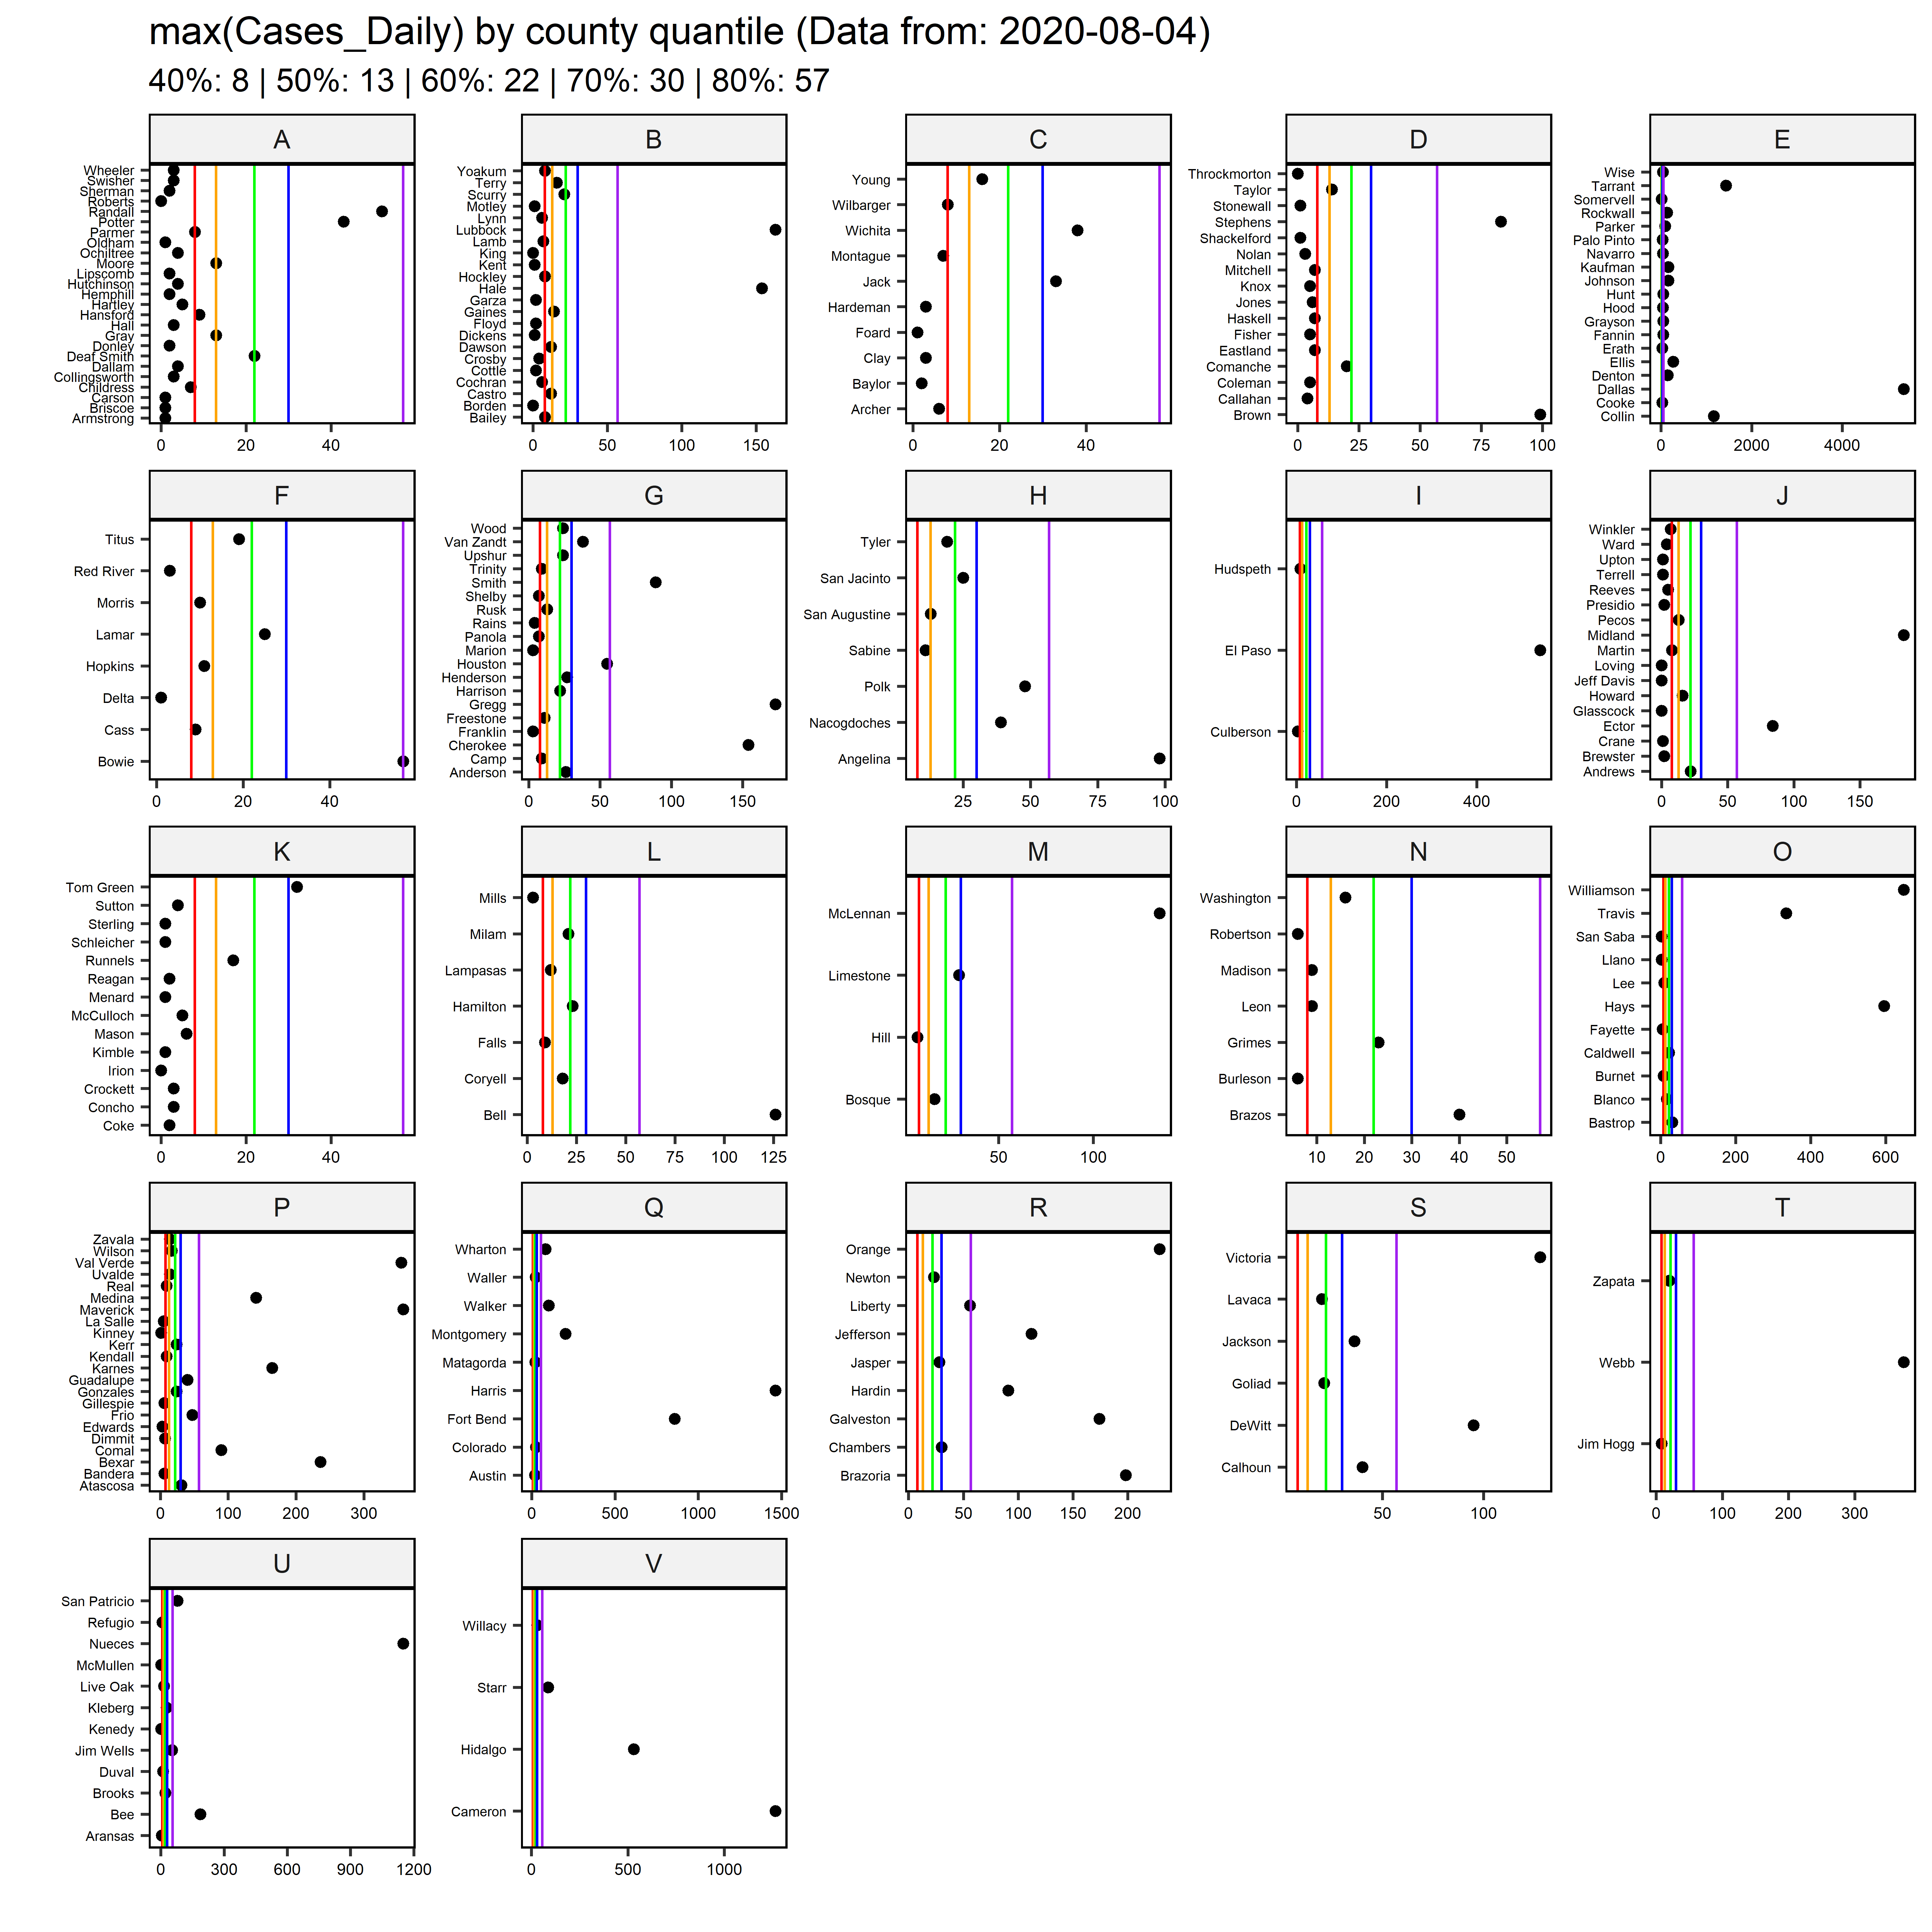 max(Cases_Daily) by county quantile (Data from: 2020-08-04)
40%: 8 | 50%: 13 | 60%: 22 | 70%: 30 | 80%: 57
A
Wheeler
Swisher
Sherman
Roberts
Randall
Potter
Parmer
Oldham
Ochiltree
Moore
Lipscomb
Hutchinson
Hemphill
Hartley
Hansford
Hall
Gray
Donley
Deaf Smith
Dallam
Collingsworth
Childress
Carson
Briscoe
Armstrong
0 20 40
B
Yoakum
Terry
Scurry
Motley
Lynn
Lubbock
Lamb
King
Kent
Hockley
Hale
Garza
Gaines
Floyd
Dickens
Dawson
Crosby
Cottle
Cochran
Castro
Borden
Bailey
0 50 100 150
C
Young
Wilbarger
Wichita
Montague
Jack
Hardeman
Foard
Clay
Baylor
Archer
0 20 40
D
Throckmorton
Taylor
Stonewall
Stephens
Shackelford
Nolan
Mitchell
Knox
Jones
Haskell
Fisher
Eastland
Comanche
Coleman
Callahan
Brown
0 25 50 75 100
E
Wise
Tarrant
Somervell
Rockwall
Parker
Palo Pinto
Navarro
Kaufman
Johnson
Hunt
Hood
Grayson
Fannin
Erath
Ellis
Denton
Dallas
Cooke
Collin
0 2000 4000
F
Titus
Red River
Morris
Lamar
Hopkins
Delta
Cass
Bowie
0 20 40
G
Wood
Van Zandt
Upshur
Trinity
Smith
Shelby
Rusk
Rains
Panola
Marion
Houston
Henderson
Harrison
Gregg
Freestone
Franklin
Cherokee
Camp
Anderson
0 50 100 150
H
Tyler
San Jacinto
San Augustine
Sabine
Polk
Nacogdoches
Angelina
25 50 75 100
I
Hudspeth
El Paso
Culberson
0 200 400
J
Winkler
Ward
Upton
Terrell
Reeves
Presidio
Pecos
Midland
Martin
Loving
Jeff Davis
Howard
Glasscock
Ector
Crane
Brewster
Andrews
0 50 100 150
K
Tom Green
Sutton
Sterling
Schleicher
Runnels
Reagan
Menard
McCulloch
Mason
Kimble
Irion
Crockett
Concho
Coke
0 20 40
L
Mills
Milam
Lampasas
Hamilton
Falls
Coryell
Bell
0 25 50 75 100 125
M
McLennan
Limestone
Hill
Bosque
50 100
N
Washington
Robertson
Madison
Leon
Grimes
Burleson
Brazos
10 20 30 40 50
O
Williamson
Travis
San Saba
Llano
Lee
Hays
Fayette
Caldwell
Burnet
Blanco
Bastrop
0 200 400 600
P
Zavala
Wilson
Val Verde
Uvalde
Real
Medina
Maverick
La Salle
Kinney
Kerr
Kendall
Karnes
Guadalupe
Gonzales
Gillespie
Frio
Edwards
Dimmit
Comal
Bexar
Bandera
Atascosa
0 100 200 300
Q
Wharton
Waller
Walker
Montgomery
Matagorda
Harris
Fort Bend
Colorado
Austin
0 500 1000 1500
R
Orange
Newton
Liberty
Jefferson
Jasper
Hardin
Galveston
Chambers
Brazoria
0 50 100 150 200
S
Victoria
Lavaca
Jackson
Goliad
DeWitt
Calhoun
50 100
T
Zapata
Webb
Jim Hogg
0 100 200 300
U
San Patricio
Refugio
Nueces
McMullen
Live Oak
Kleberg
Kenedy
Jim Wells
Duval
Brooks
Bee
Aransas
0 300 600 900 1200
V
Willacy
Starr
Hidalgo
Cameron
0 500 1000